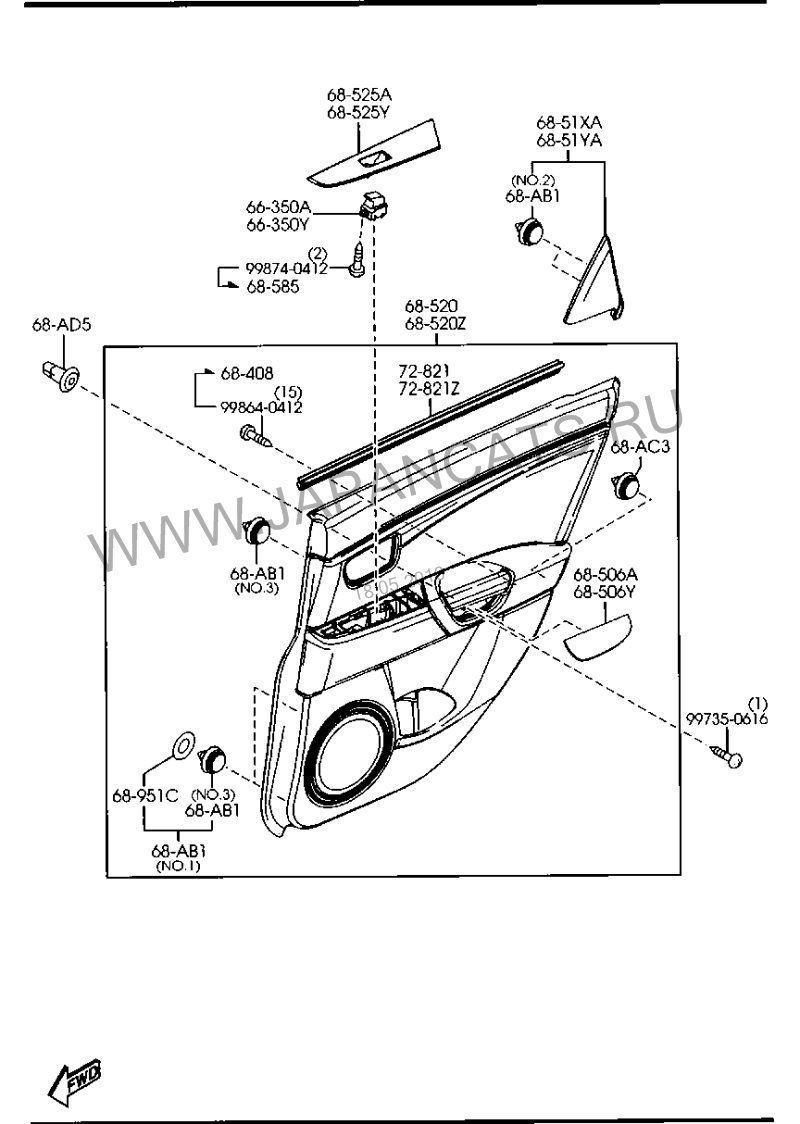 68-525A
68-525Y
68-51XA
68-51YA
(NO.2)
68-AB1
66-350A
66-350Y
(2)
99874-0412
68-585
68-520
68-520Z
68-AD5
68-408
(15)
99864-0412
72-821
72-821Z
WWW.JAPANCATS.RU
68-AC3
68-AB1
(NO.3)
18.05.2019
68-506A
68-506Y
(1)
99735-0616
68-951C
(NO.3)
68-AB1
68-AB1
(NO.1)
FWD